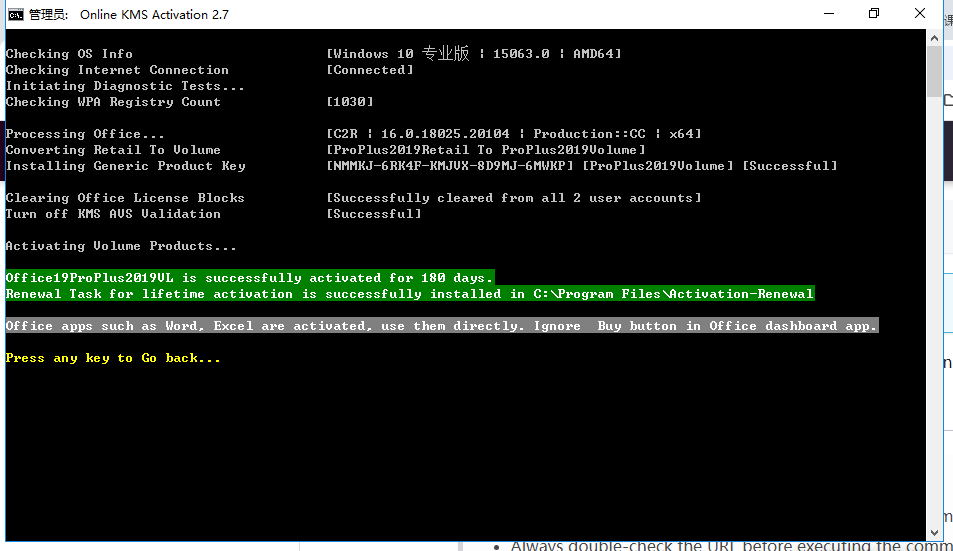 管理员: Online KMS Activation 2.7
Checking OS Info [Windows 10 专业版 | 15063.0 | AMD64]
Checking Internet Connection [Connected]
Initiating Diagnostic Tests...
Checking WPA Registry Count [1030]
Processing Office... [C2R | 16.0.18025.20104 | Production::CC | x64]
Converting Retail To Volume [ProPlus2019Retail To ProPlus2019Volume]
Installing Generic Product Key [NMMKJ-6RK4F-KMJVX-8D9MJ-6MWKP] [ProPlus2019Volume] [Successful]
Clearing Office License Blocks [Successfully cleared from all 2 user accounts]
Turn off KMS AVS Validation [Successful]
Activating Volume Products...
Office19ProPlus2019VL is successfully activated for 180 days.
Renewal Task for lifetime activation is successfully installed in C:\Program Files\Activation-Renewal
Office apps such as Word, Excel are activated, use them directly. Ignore  Buy button in Office dashboard app.
Press any key to Go back...
Always double-check the URL before executing the comm